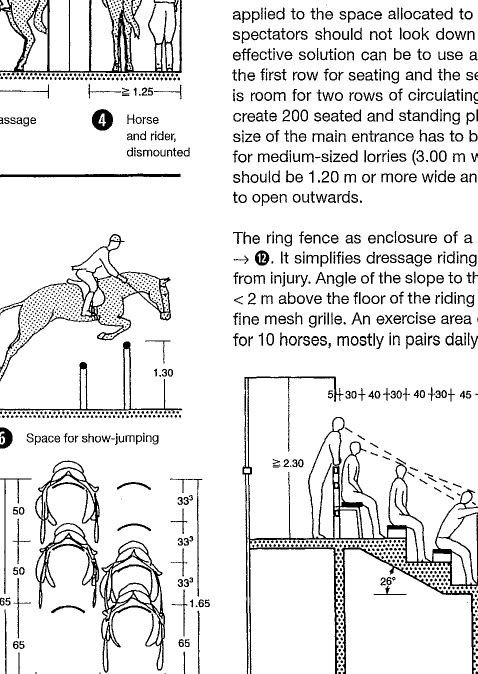 ≧ 1.25
assage
4 Horse
and rider,
dismounted
1.30
6 Space for show-jumping
50
50
65
65
33³
33³
33³
1.65
65
applied to the space allocated to
spectators should not look down
effective solution can be to use a
the first row for seating and the se
is room for two rows of circulating
create 200 seated and standing pl
size of the main entrance has to b
for medium-sized lorries (3.00 m w
should be 1.20 m or more wide an
to open outwards.
The ring fence as enclosure of a
→ 12. It simplifies dressage riding
from injury. Angle of the slope to th
< 2 m above the floor of the riding
fine mesh grille. An exercise area
for 10 horses, mostly in pairs daily
5 30 40 30 40 30 45
≧ 2.30
26°